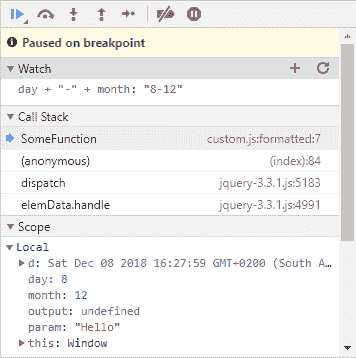 Paused on breakpoint
Watch
day + "-" + month: "8-12"
Call Stack
SomeFunction custom.js:formatted:7
(anonymous) (index):84
dispatch jquery-3.3.1.js:5183
elemData.handle jquery-3.3.1.js:4991
Scope
Local
d: Sat Dec 08 2018 16:27:59 GMT+0200 (South A…
day: 8
month: 12
output: undefined
param: "Hello"
this: Window